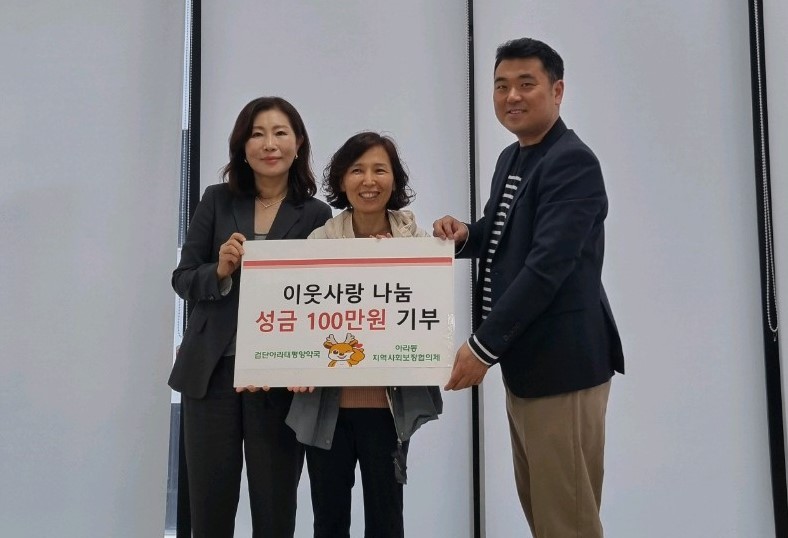 이웃사랑 나눔
성금 100만원 기부
검단아라태평양약국
아라동
지역사회보장협의체